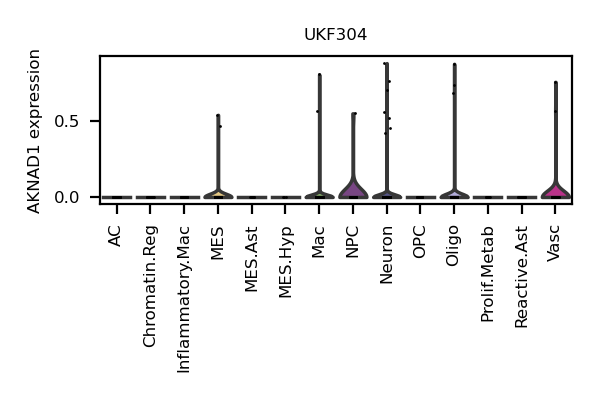 UKF304
AKNAD1 expression
0.5
0.0
AC
Chromatin.Reg
Inflammatory.Mac
MES
MES.Ast
MES.Hyp
Mac
NPC
Neuron
OPC
Oligo
Prolif.Metab
Reactive.Ast
Vasc